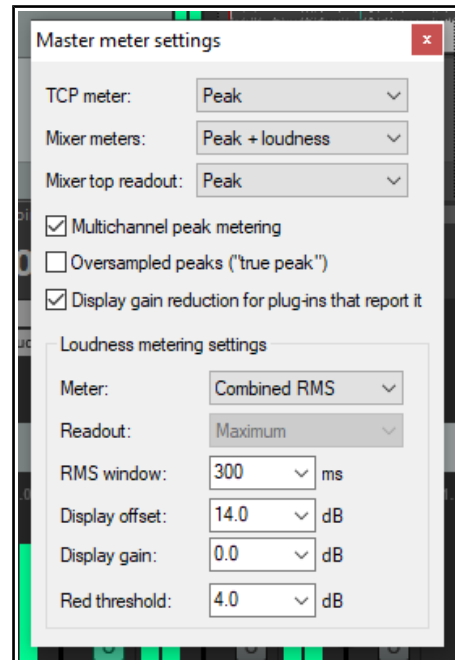 Master meter settings
x
TCP meter: Peak
Mixer meters: Peak + loudness
Mixer top readout: Peak
Multichannel peak metering
Oversampled peaks ("true peak")
Display gain reduction for plug-ins that report it
Loudness metering settings
Meter: Combined RMS
Readout: Maximum
RMS window: 300 ms
Display offset: 14.0 dB
Display gain: 0.0 dB
Red threshold: 4.0 dB